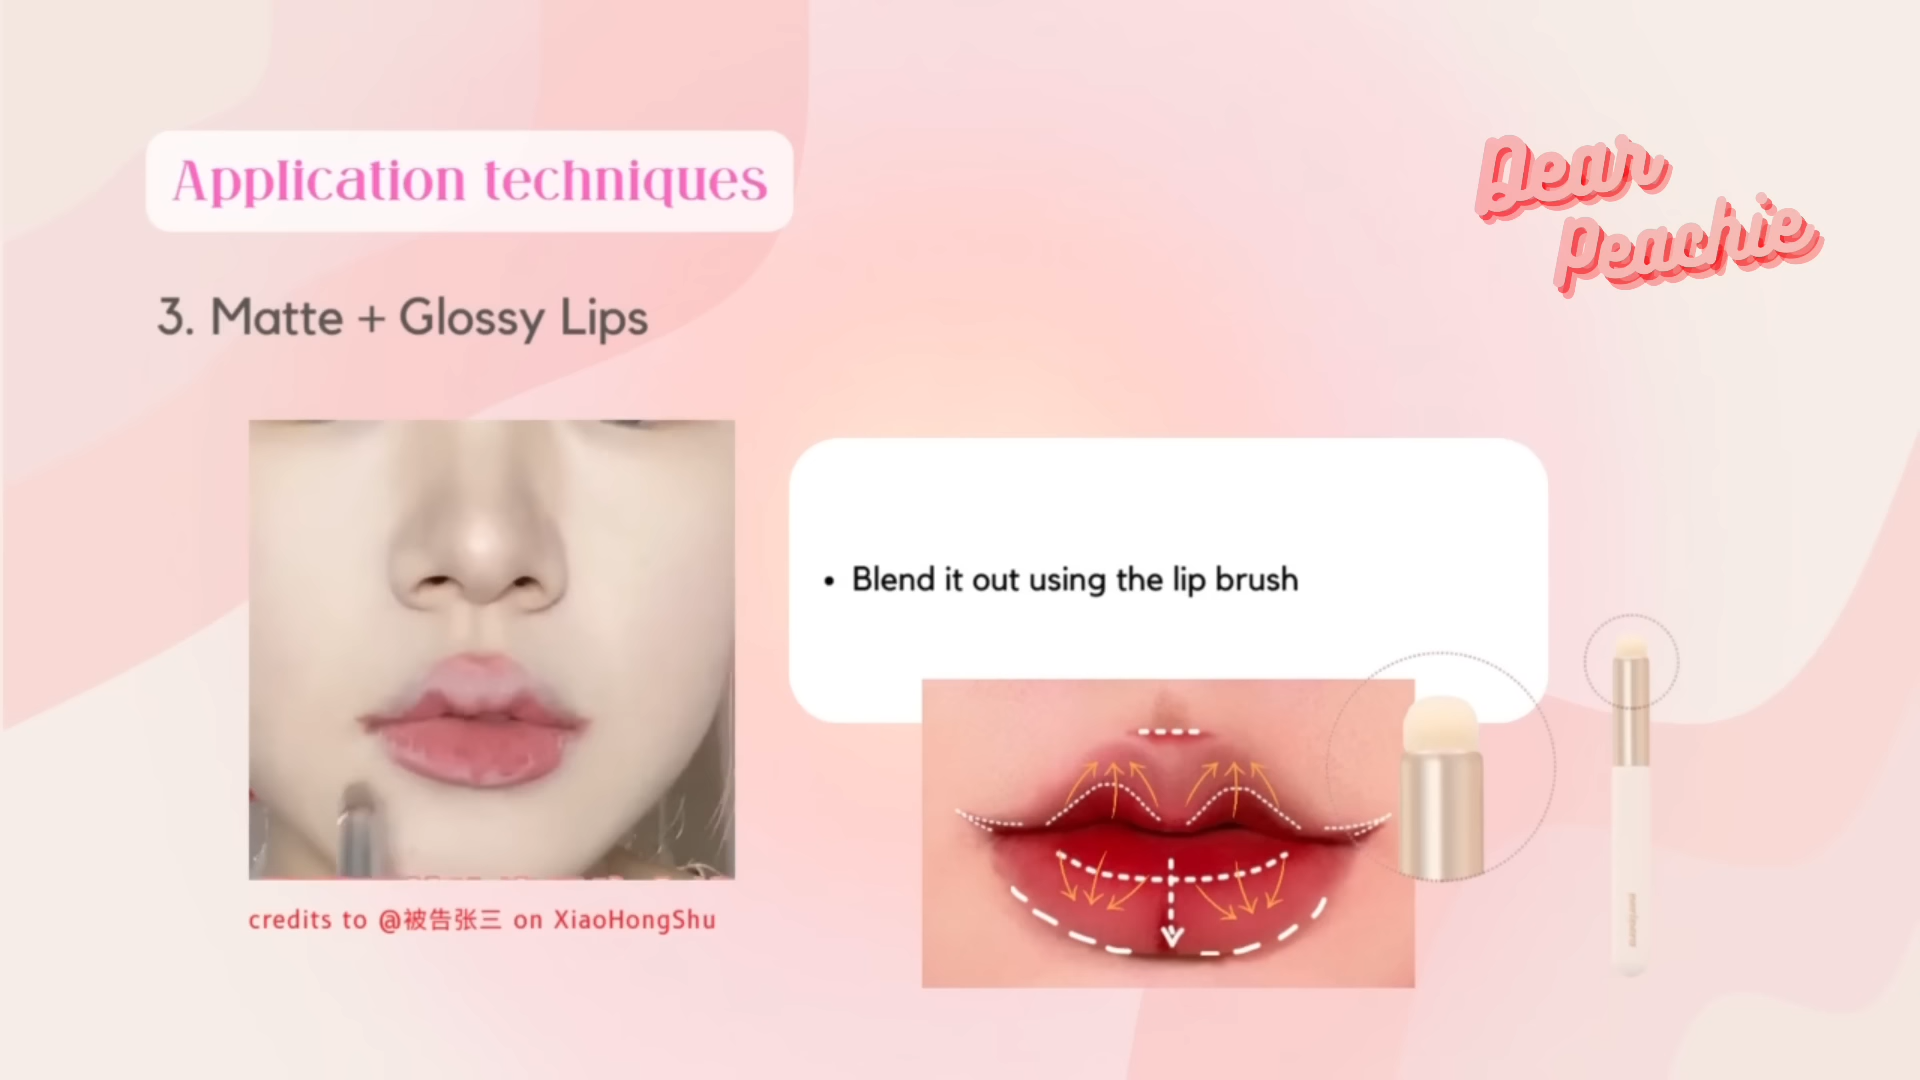 Application techniques
Dear
Peachie
3. Matte + Glossy Lips
• Blend it out using the lip brush
credits to @被告张三 on XiaoHongShu